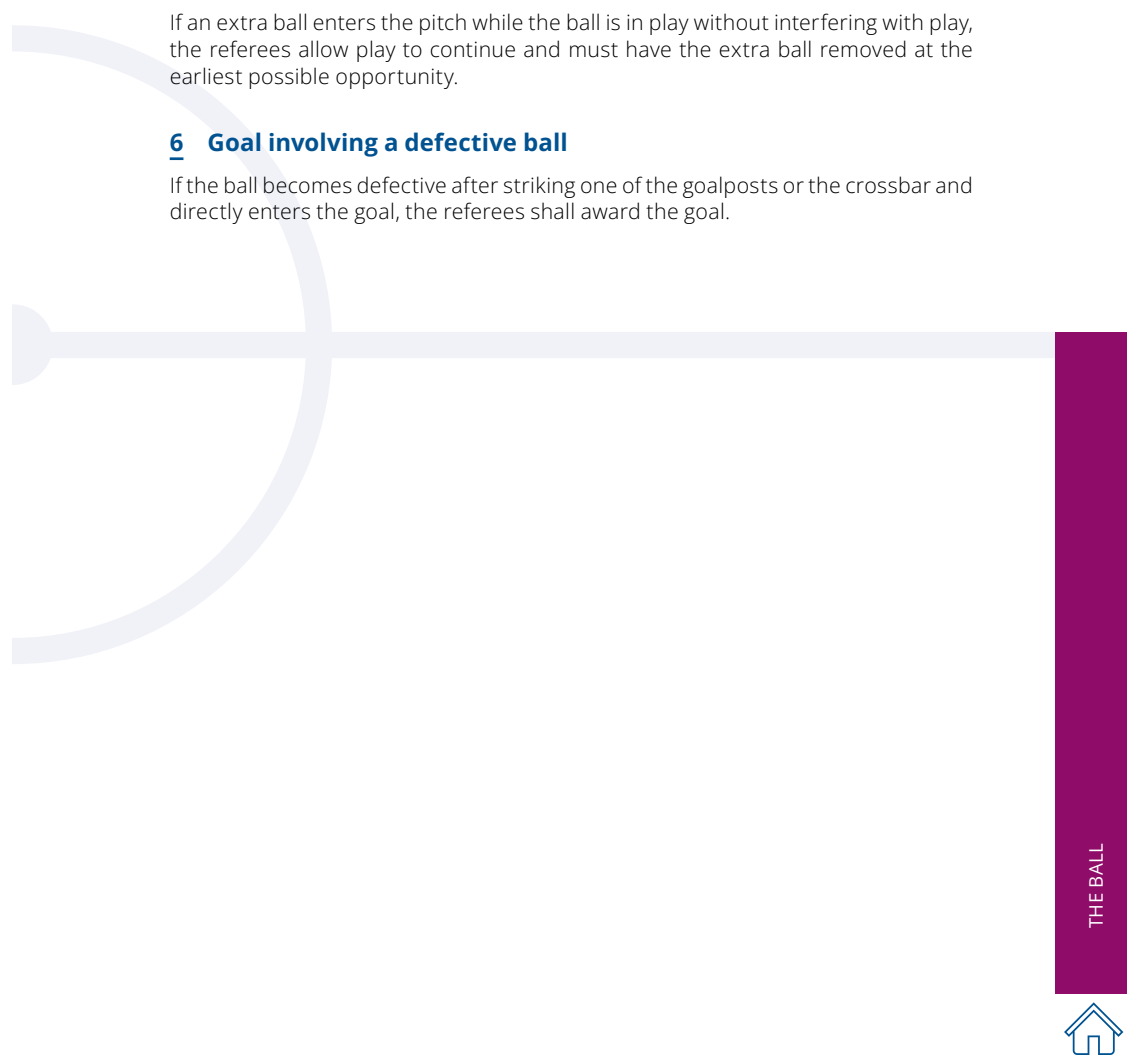 If an extra ball enters the pitch while the ball is in play without interfering with play,
the referees allow play to continue and must have the extra ball removed at the
earliest possible opportunity.
6 Goal involving a defective ball
If the ball becomes defective after striking one of the goalposts or the crossbar and
directly enters the goal, the referees shall award the goal.
THE BALL